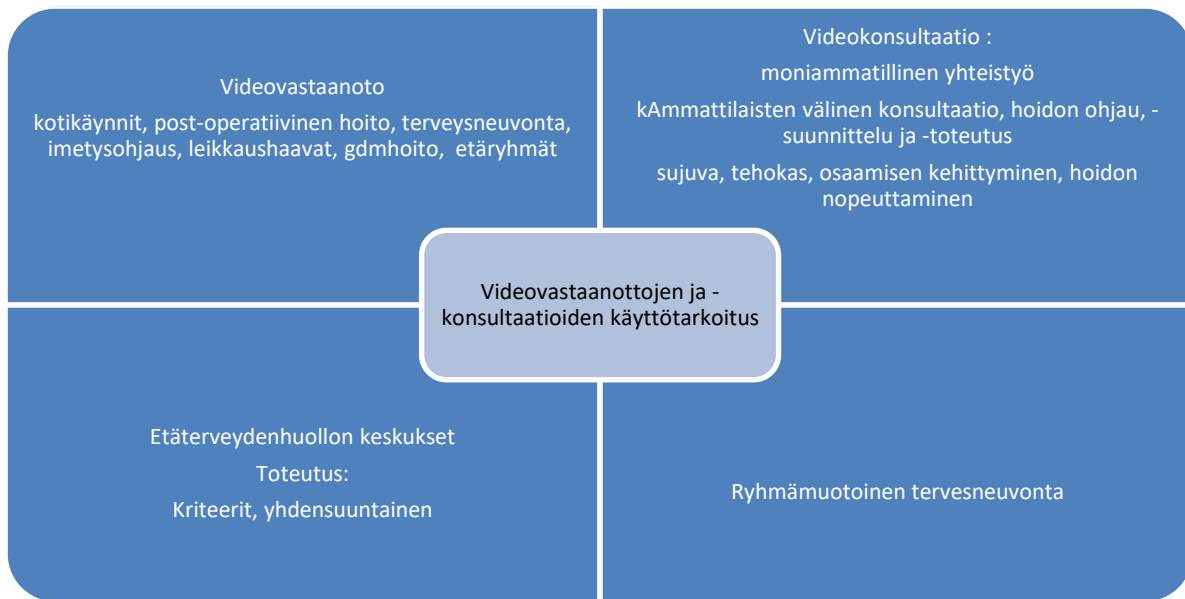 Videovastaanoto
kotikäynnit, post-operatiivinen hoito, terveysneuvonta,
imetysohjaus, leikkaushaavat, gdmhoito, etäryhmät
Videokonsultaatio :
moniammatillinen yhteistyö
kAmmattilaisten välinen konsultaatio, hoidon ohjau, -
suunnittelu ja -toteutus
sujuva, tehokas, osaamisen kehittyminen, hoidon
nopeuttaminen
Videovastaanottojen ja -
konsultaatioiden käyttötarkoitus
Etäterveydenhuollon keskukset
Toteutus:
Kriteerit, yhdensuuntainen
Ryhmämuotoinen tervesneuvonta